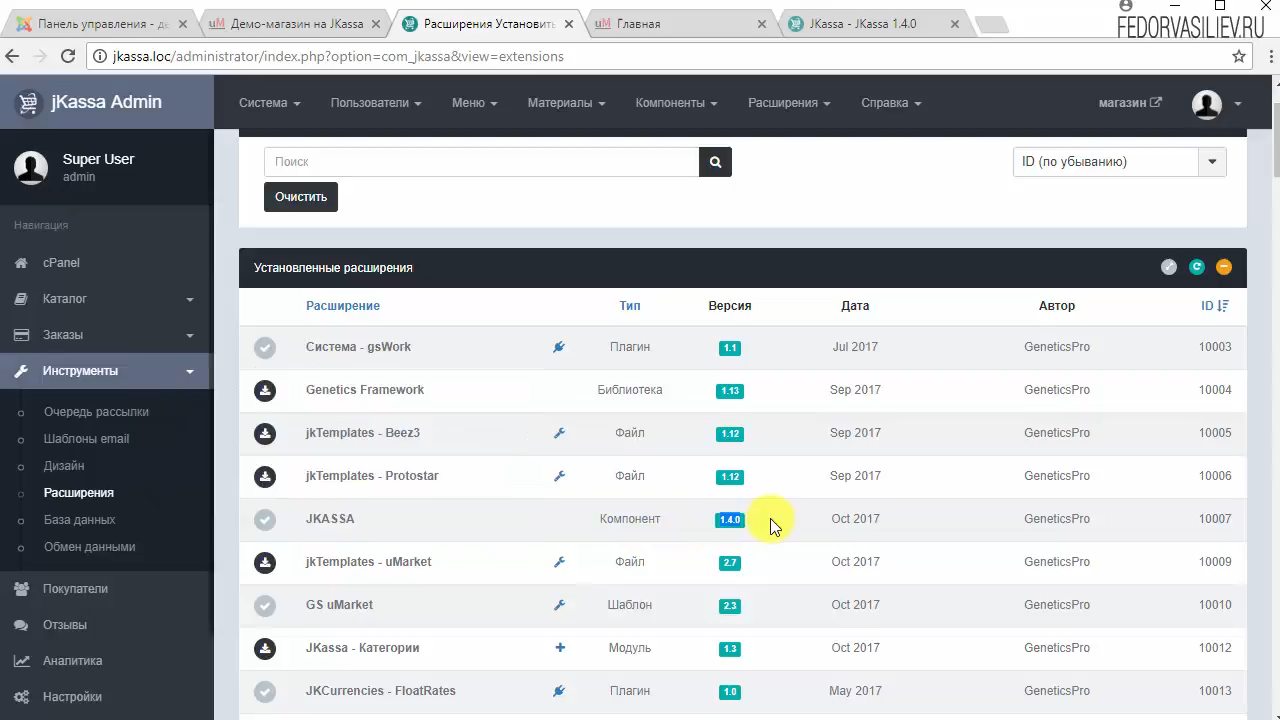 Панель управления - де
Демо-магазин на JKassa
Расширения Установить
uM Главная
JKassa - JKassa 1.4.0
FEDORVASILIEV.RU
jkassa.loc/administrator/index.php?option=com_jkassa&view=extensions
jKassa Admin
Система
Пользователи
Меню
Материалы
Компоненты
Расширения
Справка
магазин
Super User
admin
Навигация
cPanel
Каталог
Заказы
Инструменты
Очередь рассылки
Шаблоны email
Дизайн
Расширения
База данных
Обмен данными
Покупатели
Отзывы
Аналитика
Настройки
Поиск
ID (по убыванию)
Очистить
Установленные расширения
Расширение Тип Версия Дата Автор ID
Система - gsWork Плагин 1.1 Jul 2017 GeneticsPro 10003
Genetics Framework Библиотека 1.13 Sep 2017 GeneticsPro 10004
jkTemplates - Beez3 Файл 1.12 Sep 2017 GeneticsPro 10005
jkTemplates - Protostar Файл 1.12 Sep 2017 GeneticsPro 10006
JKASSA Компонент 1.4.0 Oct 2017 GeneticsPro 10007
jkTemplates - uMarket Файл 2.7 Oct 2017 GeneticsPro 10009
GS uMarket Шаблон 2.3 Oct 2017 GeneticsPro 10010
JKassa - Категории Модуль 1.3 Oct 2017 GeneticsPro 10012
JKCurrencies - FloatRates Плагин 1.0 May 2017 GeneticsPro 10013